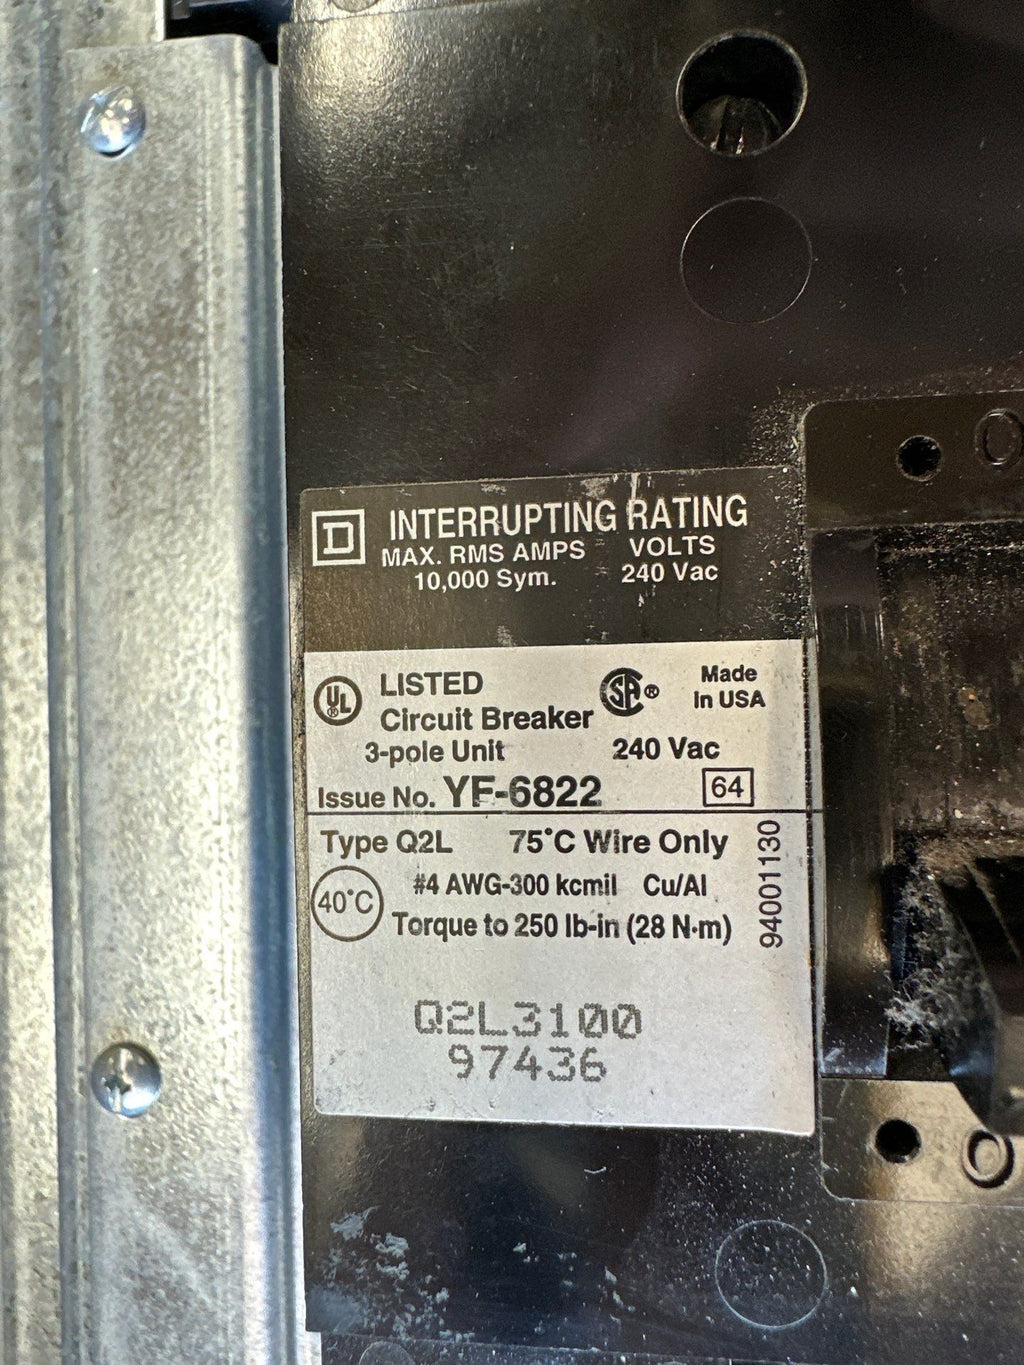 D INTERRUPTING RATING
MAX. RMS AMPS VOLTS
10,000 Sym. 240 Vac
UL® LISTED SA® Made
Circuit Breaker In USA
3-pole Unit 240 Vac
Issue No. YF-6822 64
Type Q2L 75°C Wire Only
40°C #4 AWG-300 kcmil Cu/Al
Torque to 250 lb-in (28 N·m)
94001130
Q2L3100
97436
O
O